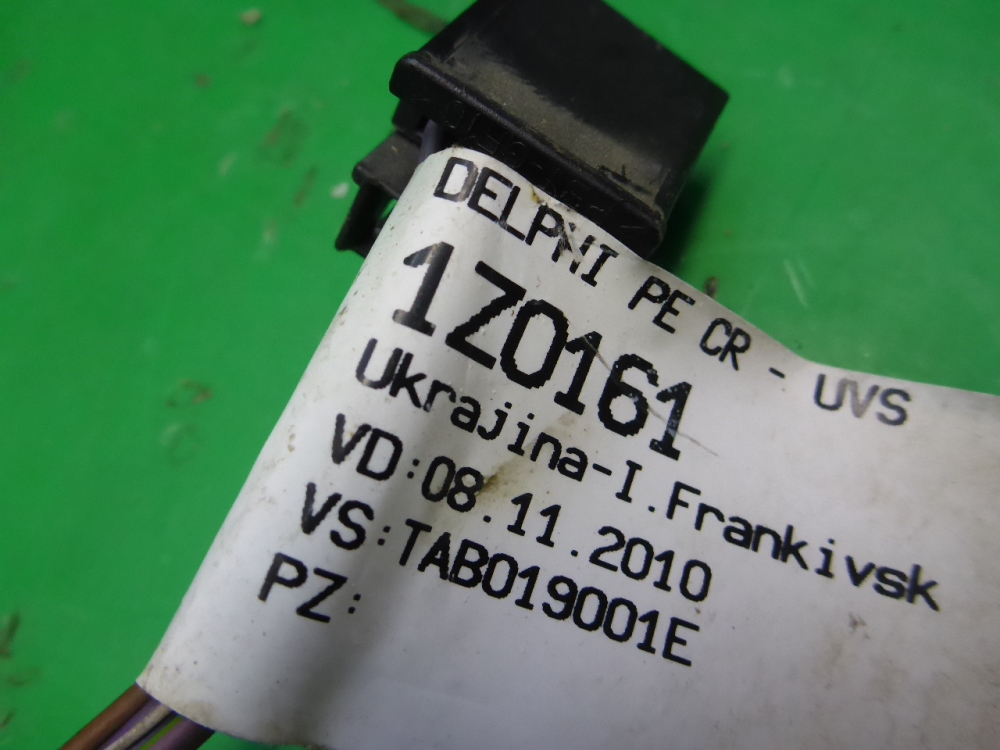 DELPHI PE CR - UVS
1Z0161
Ukrajina-I.Frankivsk
VD:08.11.2010
VS:TAB019001E
PZ: